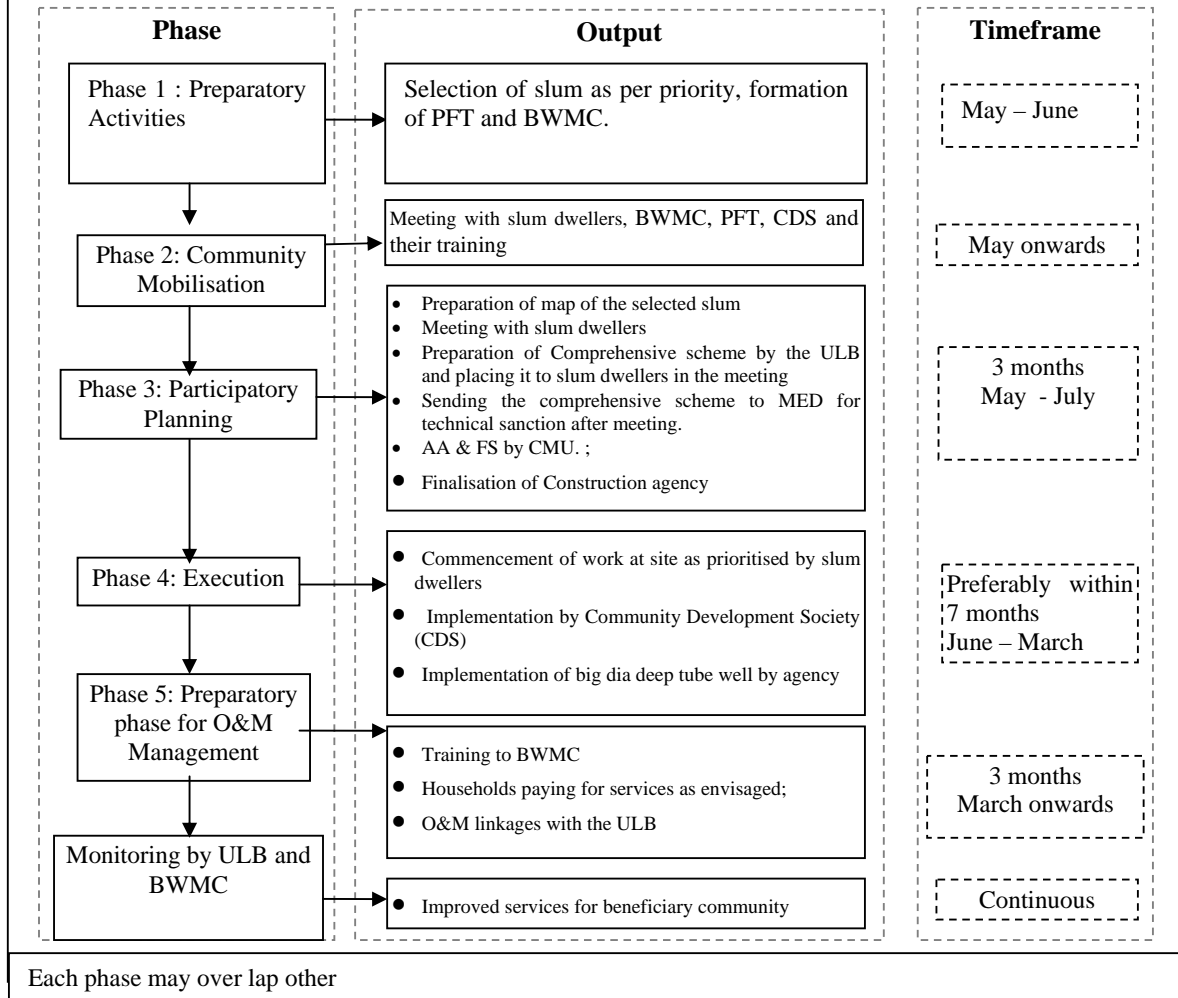 Phase
Output
Timeframe
Phase 1 : Preparatory
Activities
Selection of slum as per priority, formation
of PFT and BWMC.
May – June
Phase 2: Community
Mobilisation
Meeting with slum dwellers, BWMC, PFT, CDS and
their training
May onwards
Phase 3: Participatory
Planning
• Preparation of map of the selected slum
• Meeting with slum dwellers
• Preparation of Comprehensive scheme by the ULB
and placing it to slum dwellers in the meeting
• Sending the comprehensive scheme to MED for
technical sanction after meeting.
• AA & FS by CMU. ;
• Finalisation of Construction agency
3 months
May - July
Phase 4: Execution
• Commencement of work at site as prioritised by slum
dwellers
• Implementation by Community Development Society
(CDS)
• Implementation of big dia deep tube well by agency
Preferably within
7 months
June – March
Phase 5: Preparatory
phase for O&M
Management
• Training to BWMC
• Households paying for services as envisaged;
• O&M linkages with the ULB
3 months
March onwards
Monitoring by ULB and
BWMC
• Improved services for beneficiary community
Continuous
Each phase may over lap other